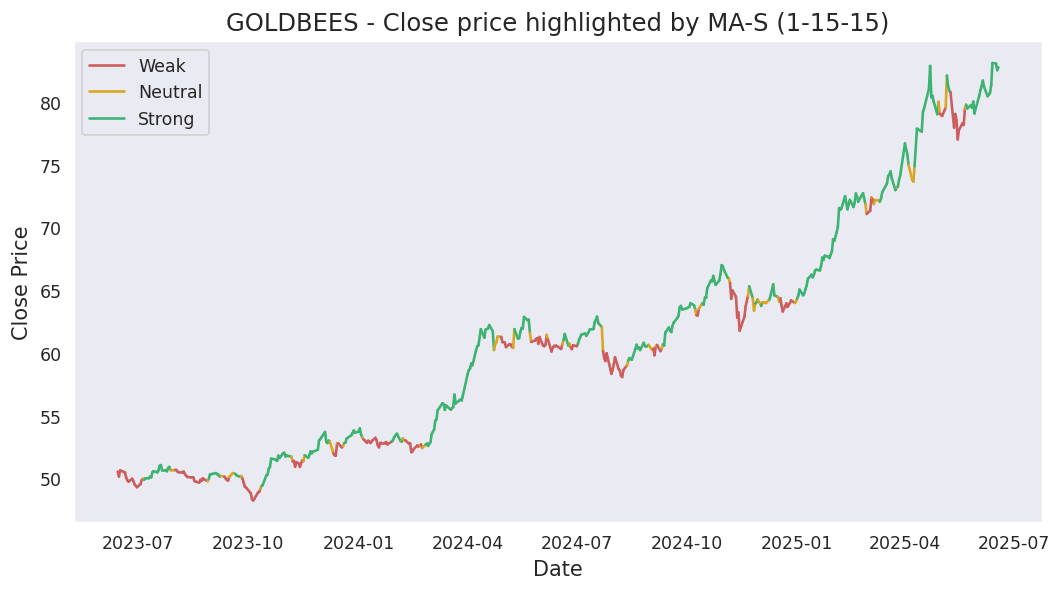 GOLDBEES - Close price highlighted by MA-S (1-15-15)
Weak
Neutral
Strong
Close Price
80
75
70
65
60
55
50
2023-07 2023-10 2024-01 2024-04 2024-07 2024-10 2025-01 2025-04 2025-07
Date